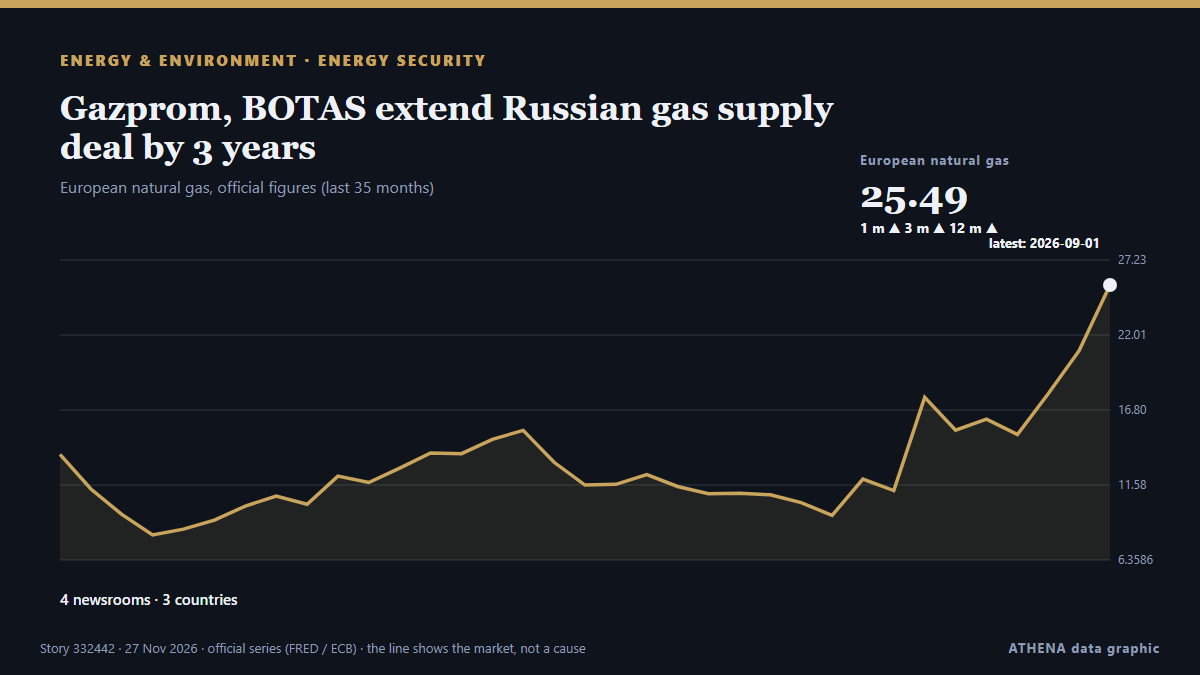 ENERGY & ENVIRONMENT · ENERGY SECURITY
Gazprom, BOTAS extend Russian gas supply
deal by 3 years
European natural gas, official figures (last 35 months)
European natural gas
25.49
1 m ▲ 3 m ▲ 12 m ▲
latest: 2026-09-01
27.23
22.01
16.80
11.58
6.3586
4 newsrooms · 3 countries
Story 332442 · 27 Nov 2026 · official series (FRED / ECB) · the line shows the market, not a cause
ATHENA data graphic